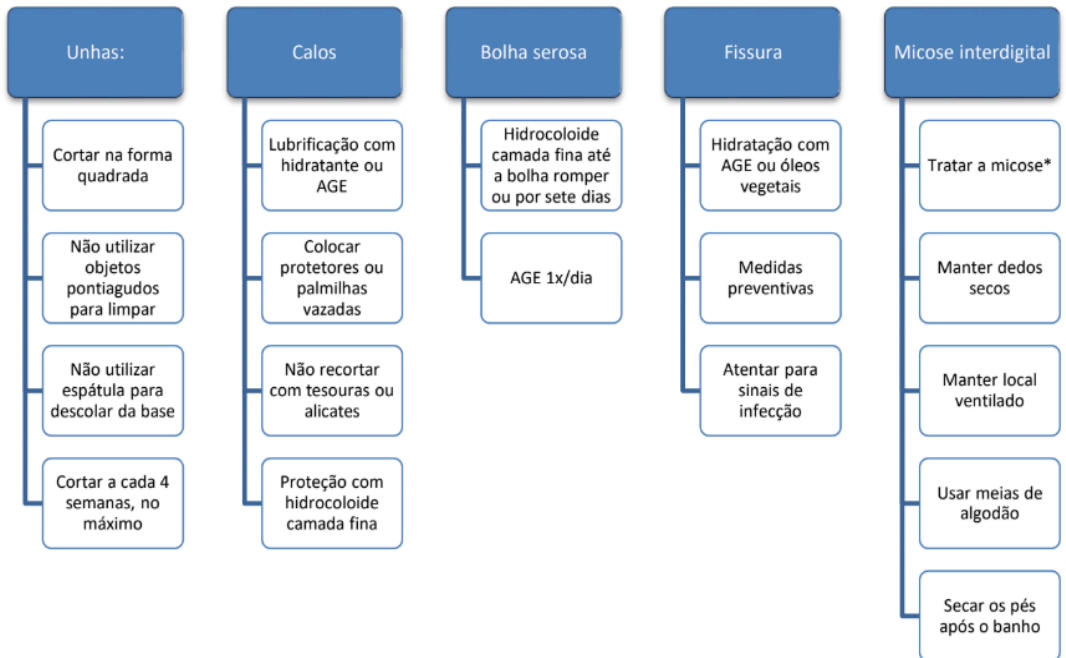 Unhas:
Cortar na forma
quadrada
Não utilizar
objetos
pontiagudos
para limpar
Não utilizar
espátula para
descolar da base
Cortar a cada 4
semanas, no
máximo
Calos
Lubrificação com
hidratante ou
AGE
Colocar
protetores ou
palmilhas
vazadas
Não recortar
com tesouras ou
alicates
Proteção com
hidrocoloide
camada fina
Bolha serosa
Hidrocoloide
camada fina até
a bolha romper
ou por sete dias
AGE 1x/dia
Fissura
Hidratação com
AGE ou óleos
vegetais
Medidas
preventivas
Atentar para
sinais de
infecção
Micose interdigital
Tratar a micose*
Manter dedos
secos
Manter local
ventilado
Usar meias de
algodão
Secar os pés
após o banho